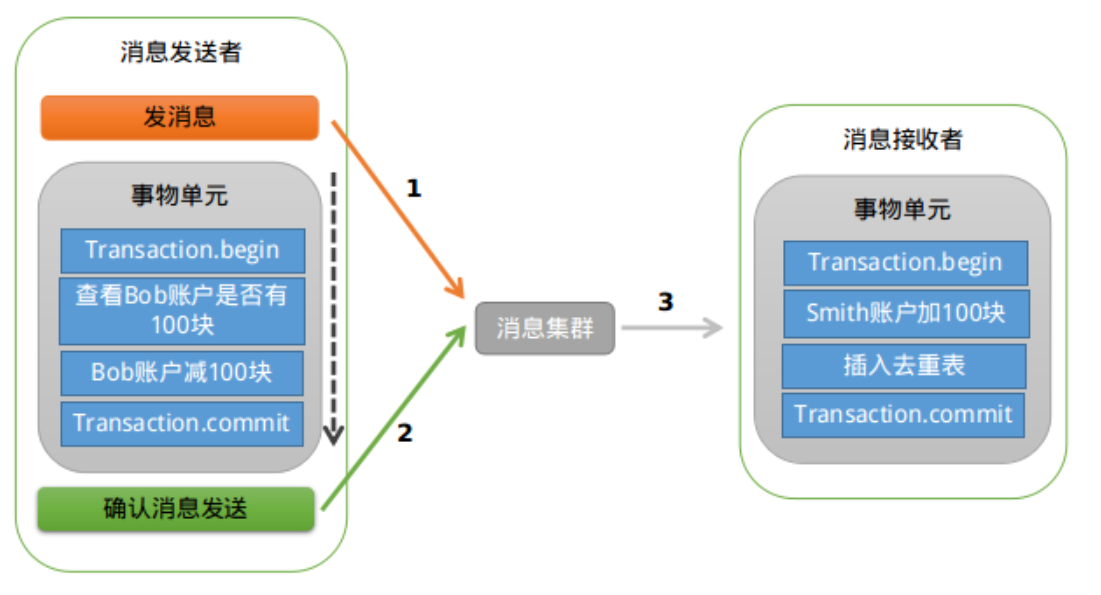 消息发送者
发消息
事物单元
Transaction.begin
查看Bob账户是否有
100块
Bob账户减100块
Transaction.commit
确认消息发送
1
2
消息集群
3
消息接收者
事物单元
Transaction.begin
Smith账户加100块
插入去重表
Transaction.commit